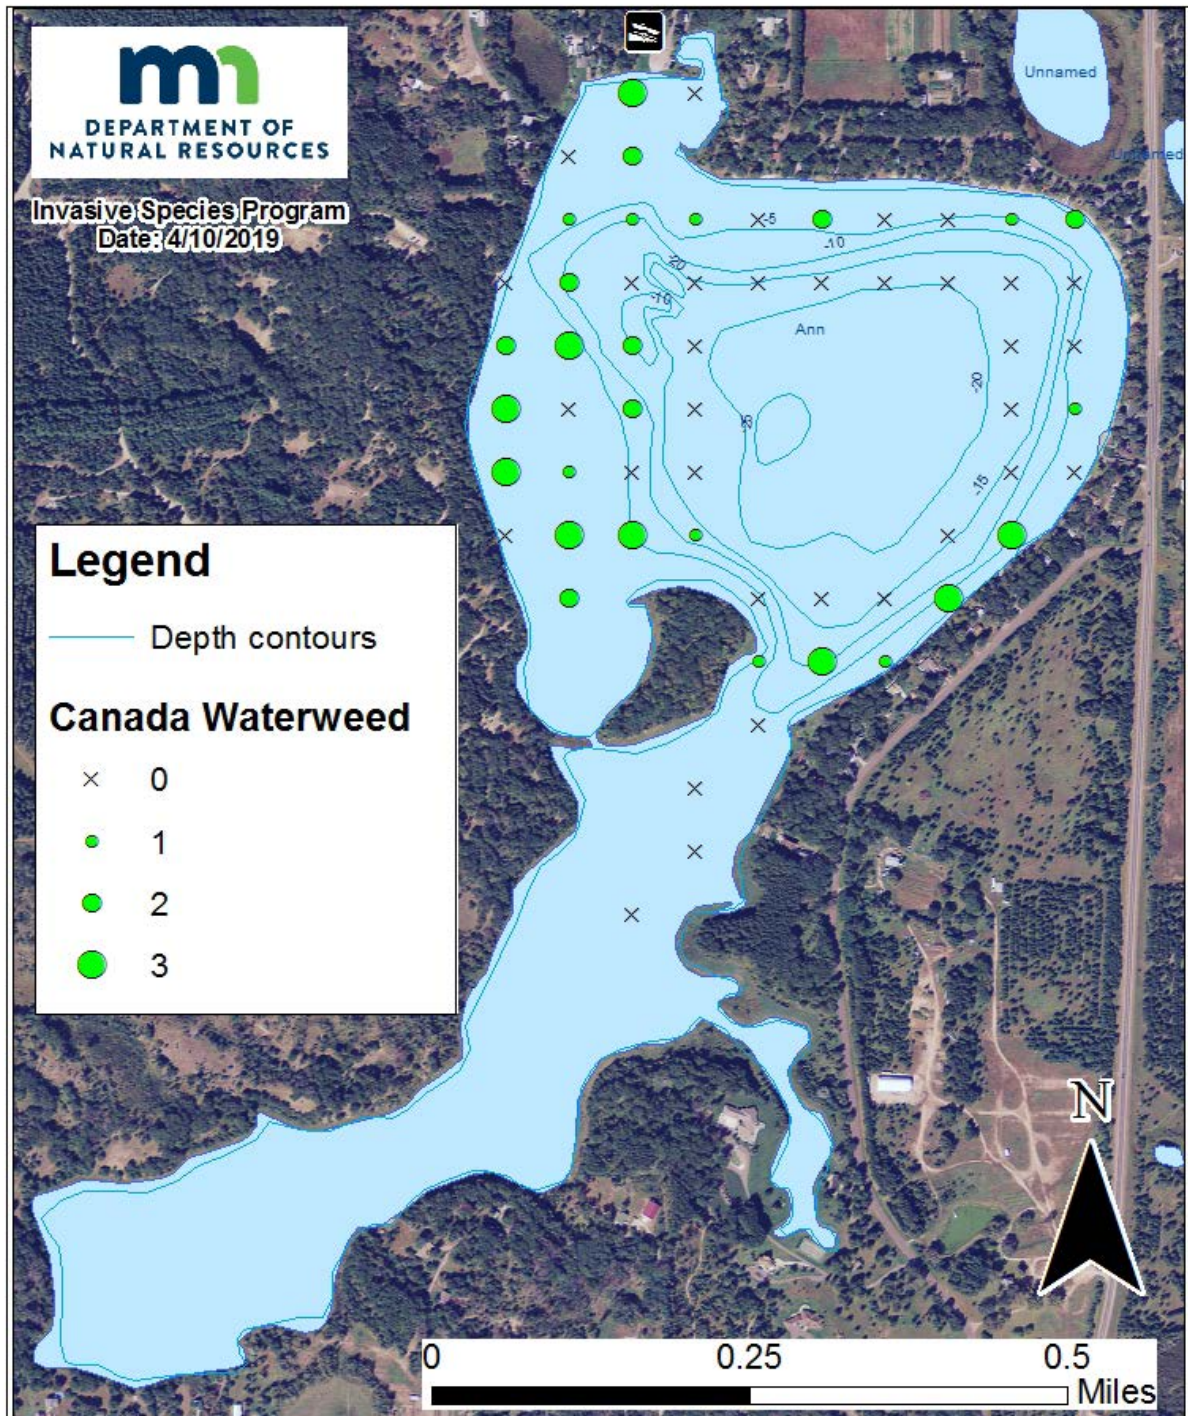 DEPARTMENT OF
NATURAL RESOURCES
Invasive Species Program
Date: 4/10/2019
Unnamed
Unnamed
-5
-10
-20
-10
Ann
-20
-15
Legend
Depth contours
Canada Waterweed
0
1
2
3
N
0 0.25 0.5
Miles